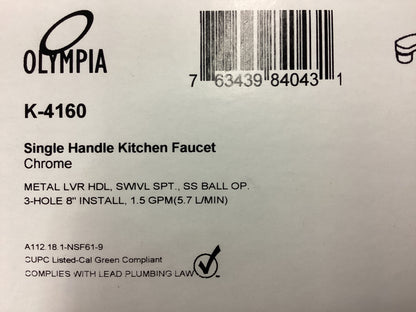 OLYMPIA
7 63439 84043 1
K-4160
Single Handle Kitchen Faucet
Chrome
METAL LVR HDL, SWIVL SPT., SS BALL OP.
3-HOLE 8" INSTALL, 1.5 GPM(5.7 L/MIN)
A112.18.1-NSF61-9
CUPC Listed-Cal Green Compliant
COMPLIES WITH LEAD PLUMBING LAW